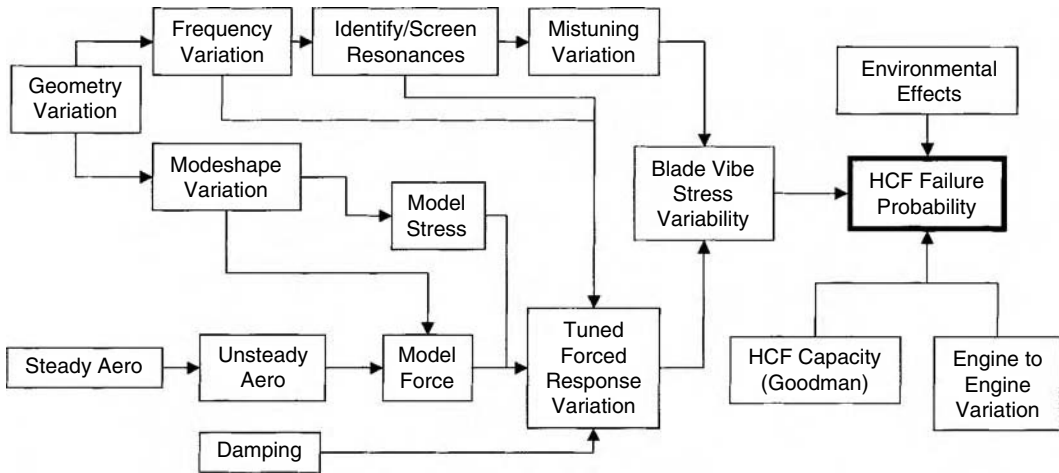 Frequency
Variation
Identify/Screen
Resonances
Mistuning
Variation
Geometry
Variation
Environmental
Effects
Modeshape
Variation
Model
Stress
Blade Vibe
Stress
Variability
HCF Failure
Probability
Steady Aero
Unsteady
Aero
Model
Force
Tuned
Forced
Response
Variation
HCF Capacity
(Goodman)
Engine to
Engine
Variation
Damping